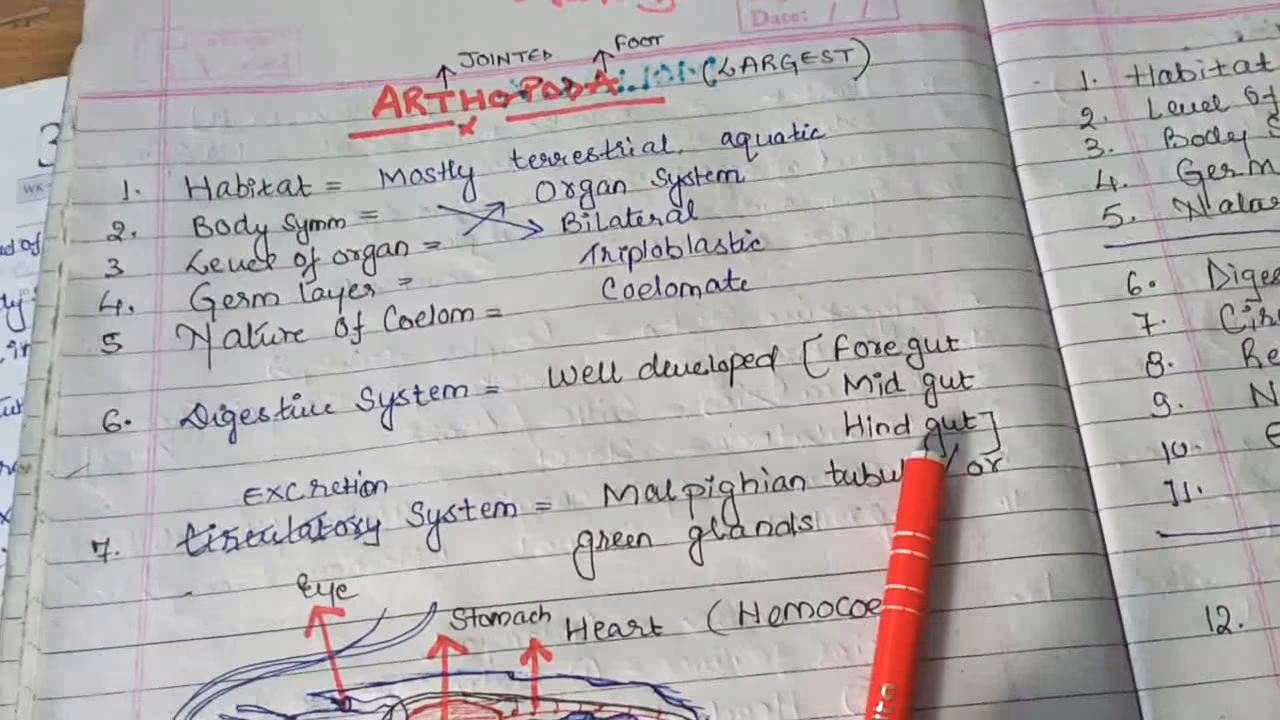 Date: / /
JOINTED FOOT
ARTHOPODA (LARGEST)
1. Habitat = Mostly terrestrial, aquatic
2. Body Symm = Organ System
3 Level of organ = Bilateral
4. Germ layer = Triploblastic
5 Nature of Coelom = Coelomate
6. Digestive System = Well developed [Fore gut
Mid gut
Hind gut]
Excretion
7. Circulatory System = Malpighian / or
green glands
Eye
Stomach
Heart (Hemocoe
1. Habitat
2. Level of
3. Body S
4. Germ
5.
6. Diges
7.
8. Re
9. N
10. E
11.
12.
3